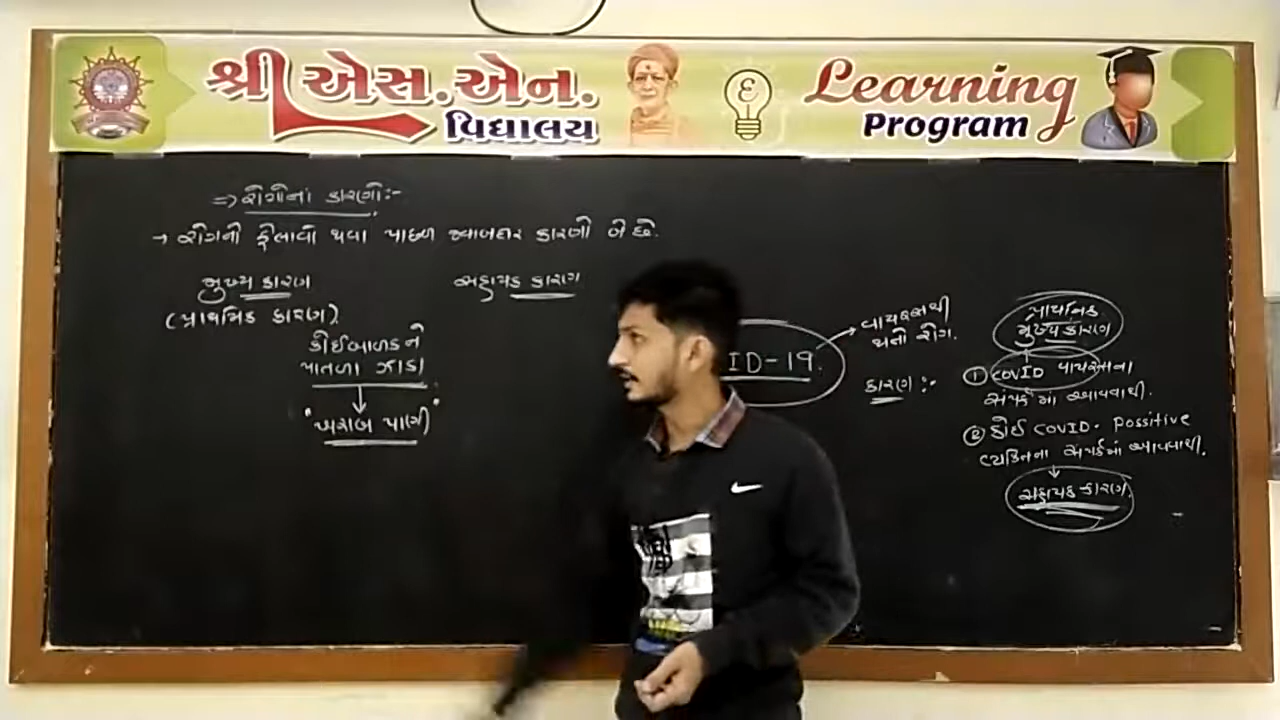 શ્રી એસ.એન.
વિદ્યાલય
Learning
Program
=> રોગોનાં કારણો:-
→ રોગનો ફેલાવો થવા પાછળ જવાબદાર કારણો બે છે.
મુખ્ય કારણ
સહાયક કારણ
(પ્રાથમિક કારણ)
કોઈ બાળકને
પાતળા ઝાડા
"ખરાબ પાણી"
ID-19.
વાયરસથી
થતો રોગ.
કારણ :-
પ્રાથમિક
મુખ્ય કારણ
① COVID વાયરસના
સંપર્કમાં આવવાથી.
② કોઈ COVID. Possitive
વ્યક્તિના સંપર્કમાં આવવાથી.
સહાયક કારણ.